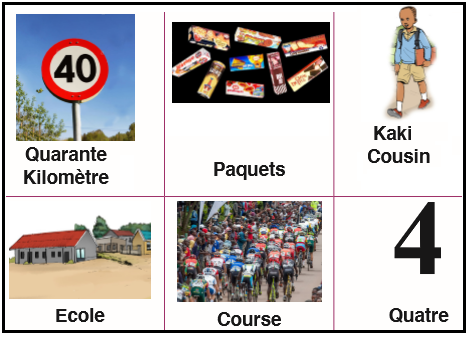 40
Quarante
Kilomètre
Paquets
Kaki
Cousin
Ecole
Course
4
Quatre